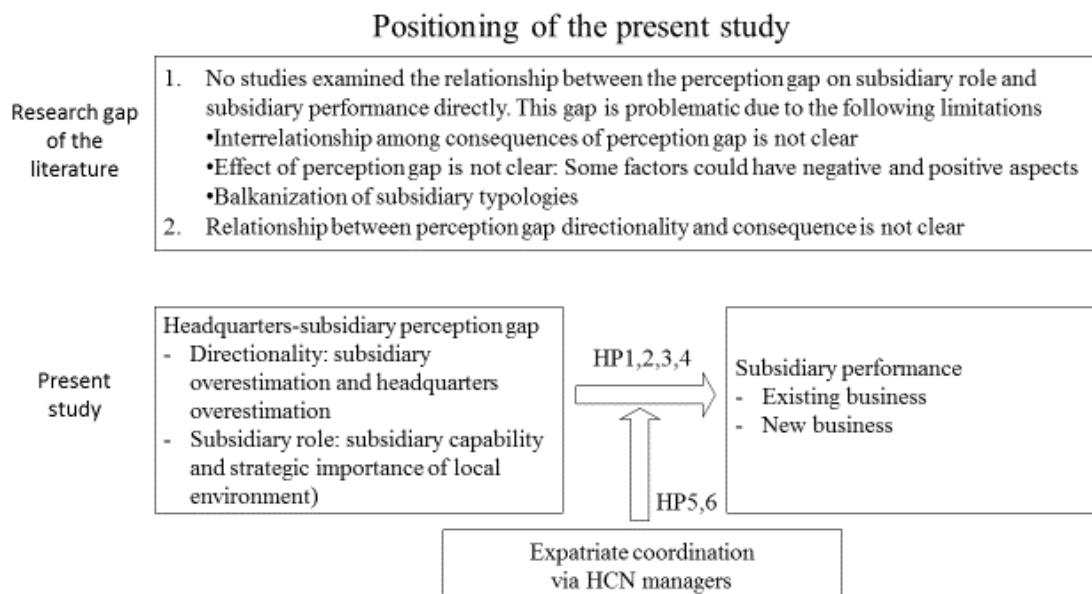 Positioning of the present study
Research gap
of the
literature
1. No studies examined the relationship between the perception gap on subsidiary role and
subsidiary performance directly. This gap is problematic due to the following limitations
•Interrelationship among consequences of perception gap is not clear
•Effect of perception gap is not clear: Some factors could have negative and positive aspects
•Balkanization of subsidiary typologies
2. Relationship between perception gap directionality and consequence is not clear
Present
study
Headquarters-subsidiary perception gap
- Directionality: subsidiary
overestimation and headquarters
overestimation
- Subsidiary role: subsidiary capability
and strategic importance of local
environment)
HP1,2,3,4
Subsidiary performance
- Existing business
- New business
HP5,6
Expatriate coordination
via HCN managers